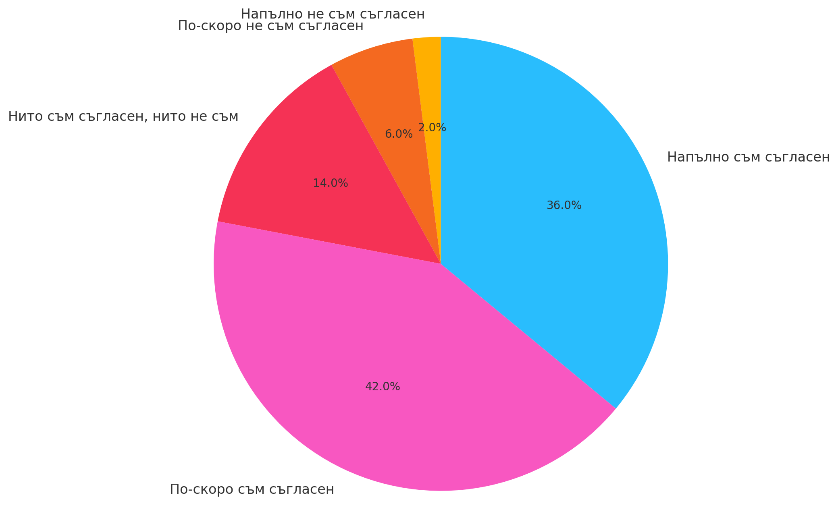 Напълно не съм съгласен
По-скоро не съм съгласен
Нито съм съгласен, нито не съм
Напълно съм съгласен
По-скоро съм съгласен
2.0%
6.0%
14.0%
36.0%
42.0%